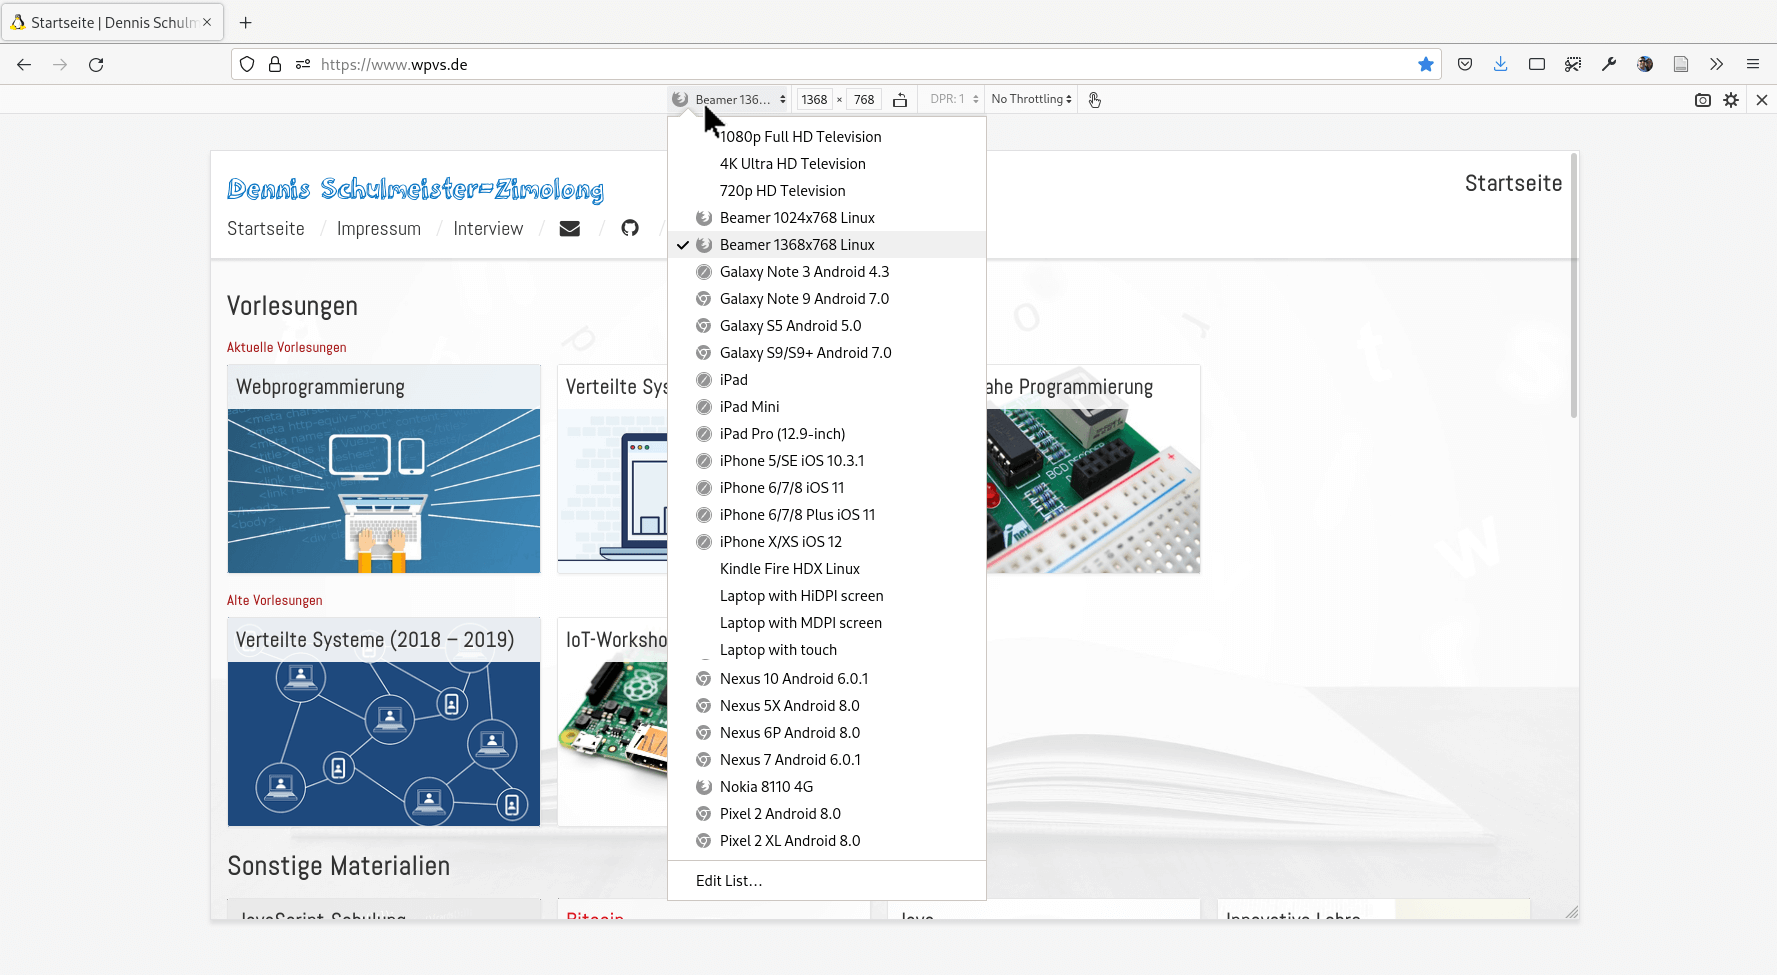 Startseite | Dennis Schulm
https://www.wpvs.de
Beamer 136...
1368 × 768
DPR: 1
No Throttling
1080p Full HD Television
4K Ultra HD Television
720p HD Television
Beamer 1024x768 Linux
Beamer 1368x768 Linux
Galaxy Note 3 Android 4.3
Galaxy Note 9 Android 7.0
Galaxy S5 Android 5.0
Galaxy S9/S9+ Android 7.0
iPad
iPad Mini
iPad Pro (12.9-inch)
iPhone 5/SE iOS 10.3.1
iPhone 6/7/8 iOS 11
iPhone 6/7/8 Plus iOS 11
iPhone X/XS iOS 12
Kindle Fire HDX Linux
Laptop with HiDPI screen
Laptop with MDPI screen
Laptop with touch
Nexus 10 Android 6.0.1
Nexus 5X Android 8.0
Nexus 6P Android 8.0
Nexus 7 Android 6.0.1
Nokia 8110 4G
Pixel 2 Android 8.0
Pixel 2 XL Android 8.0
Edit List...
Dennis Schulmeister-Zimolong
Startseite
Startseite / Impressum / Interview / / /
Vorlesungen
Aktuelle Vorlesungen
Webprogrammierung
Verteilte Sys
ahe Programmierung
BCD DECODER
Alte Vorlesungen
Verteilte Systeme (2018 – 2019)
IoT-Worksho
Sonstige Materialien
JavaScript-Schulung
Bitcoin
Java
Innovative Lehre